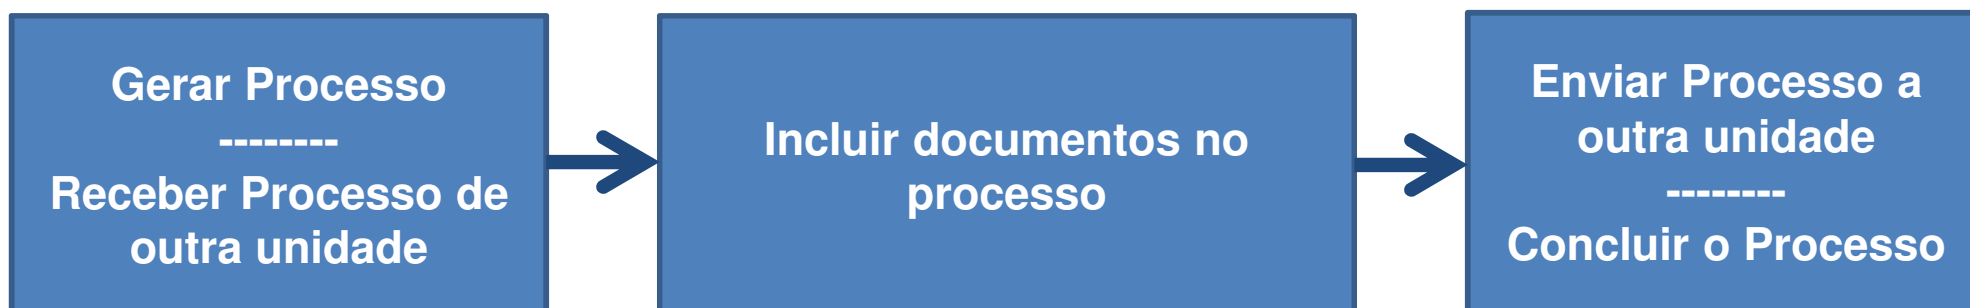 Gerar Processo
--------
Receber Processo de
outra unidade
Incluir documentos no
processo
Enviar Processo a
outra unidade
--------
Concluir o Processo